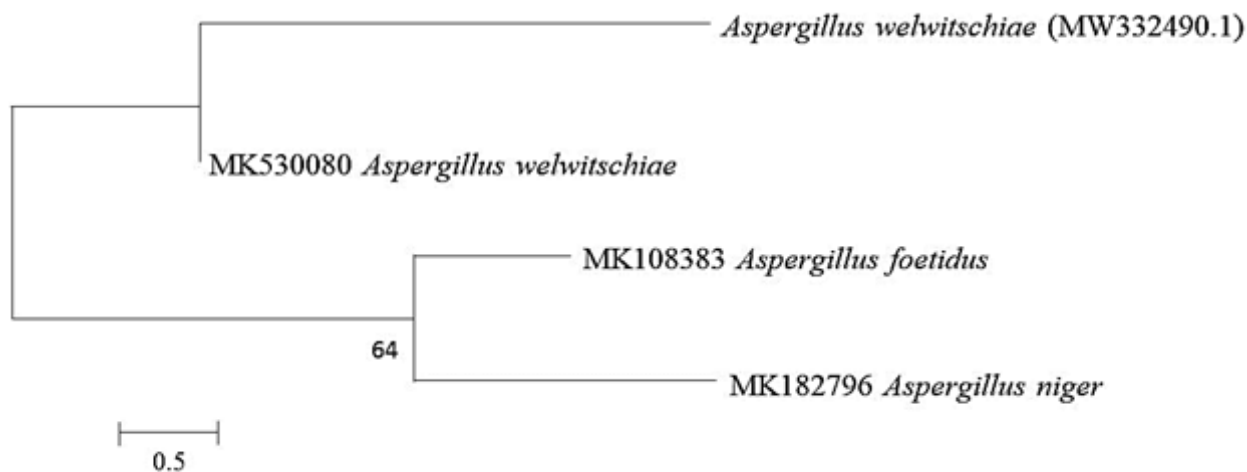 Aspergillus welwitschiae (MW332490.1)
MK530080 Aspergillus welwitschiae
MK108383 Aspergillus foetidus
64
MK182796 Aspergillus niger
0.5